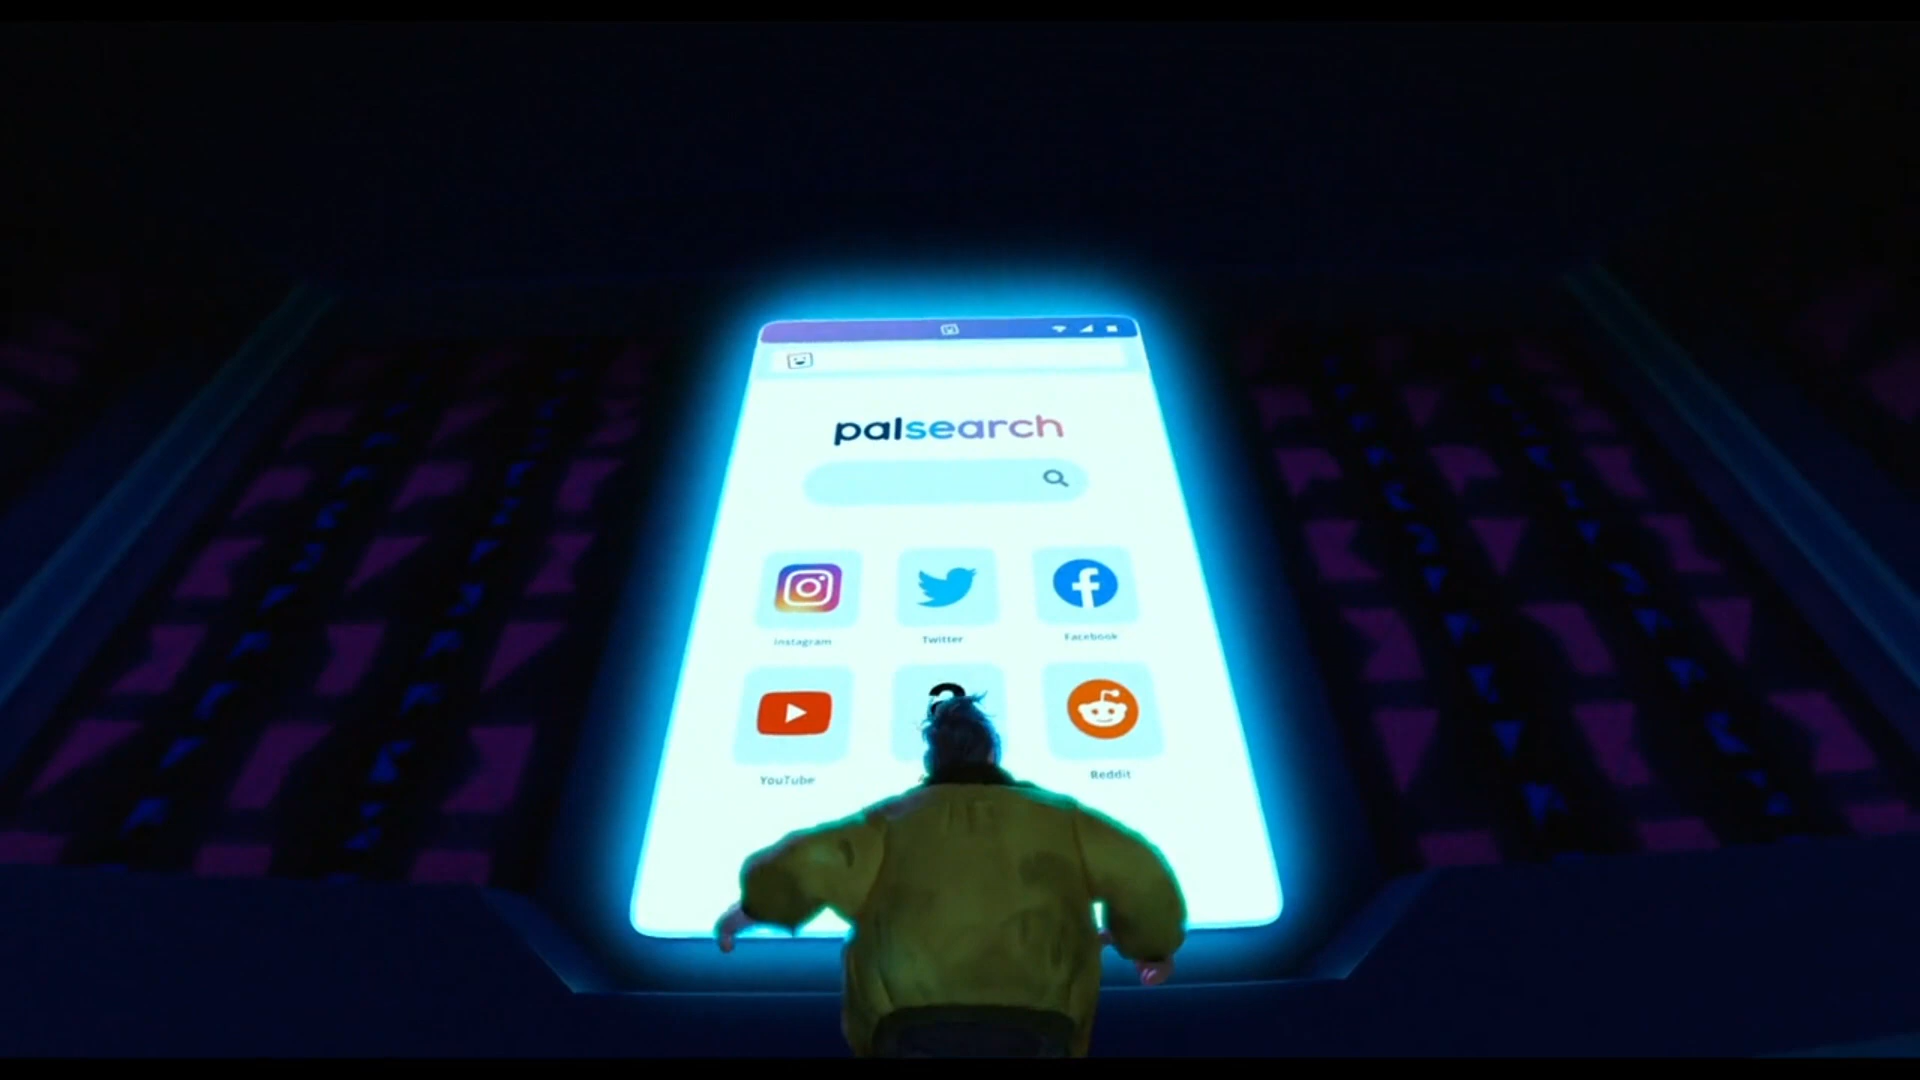 palsearch
Instagram
Twitter
Facebook
YouTube
Reddit